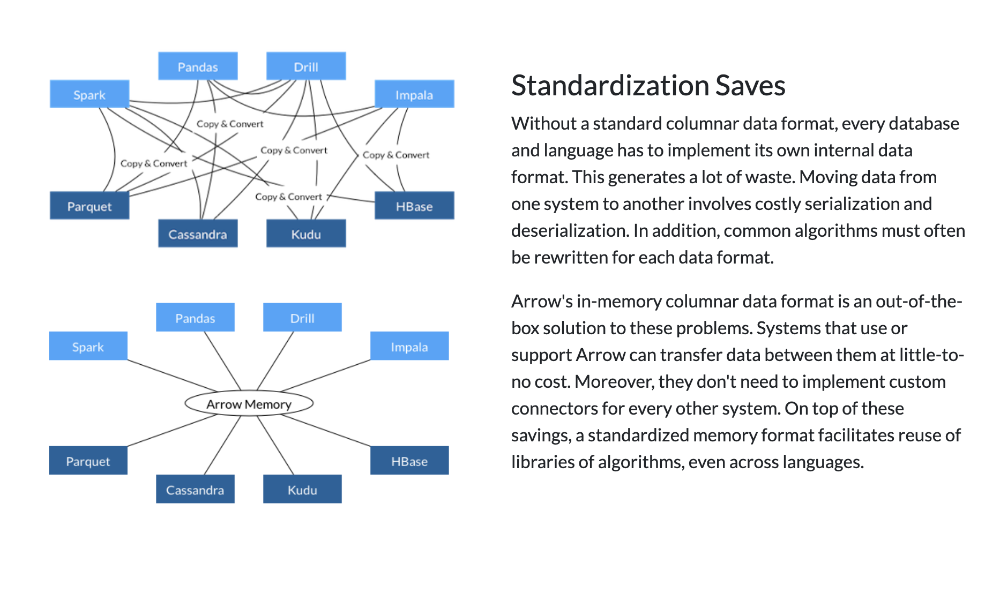 Pandas
Drill
Spark
Impala
Copy & Convert
Copy & Convert
Copy & Convert
Copy & Convert
Copy & Convert
Parquet
HBase
Cassandra
Kudu
Pandas
Drill
Spark
Impala
Arrow Memory
Parquet
HBase
Cassandra
Kudu
Standardization Saves
Without a standard columnar data format, every database
and language has to implement its own internal data
format. This generates a lot of waste. Moving data from
one system to another involves costly serialization and
deserialization. In addition, common algorithms must often
be rewritten for each data format.
Arrow's in-memory columnar data format is an out-of-the-
box solution to these problems. Systems that use or
support Arrow can transfer data between them at little-to-
no cost. Moreover, they don't need to implement custom
connectors for every other system. On top of these
savings, a standardized memory format facilitates reuse of
libraries of algorithms, even across languages.